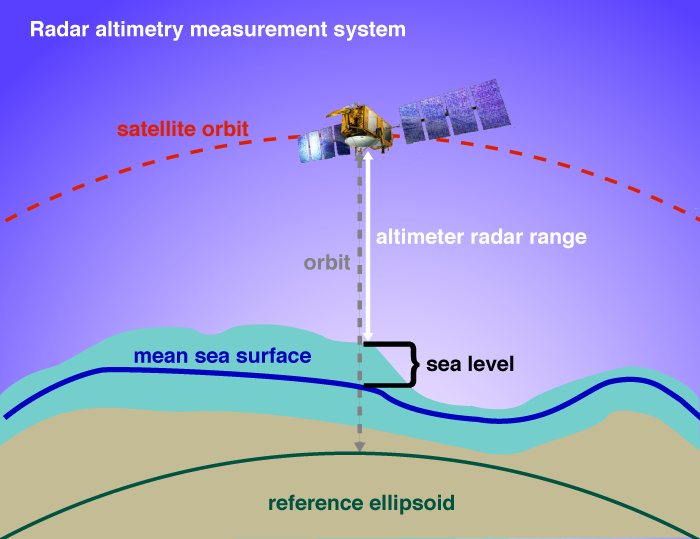 Radar altimetry measurement system
satellite orbit
altimeter radar range
orbit
mean sea surface
sea level
reference ellipsoid